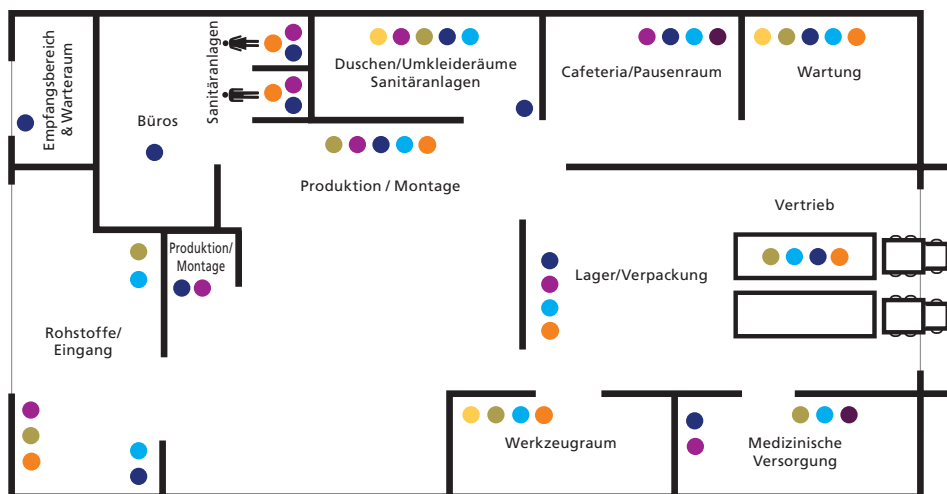 Empfangsbereich
& Warteraum
Büros
Sanitäranlagen
Duschen/Umkleideräume
Sanitäranlagen
Cafeteria/Pausenraum
Wartung
Produktion / Montage
Vertrieb
Produktion/
Montage
Lager/Verpackung
Rohstoffe/
Eingang
Werkzeugraum
Medizinische
Versorgung